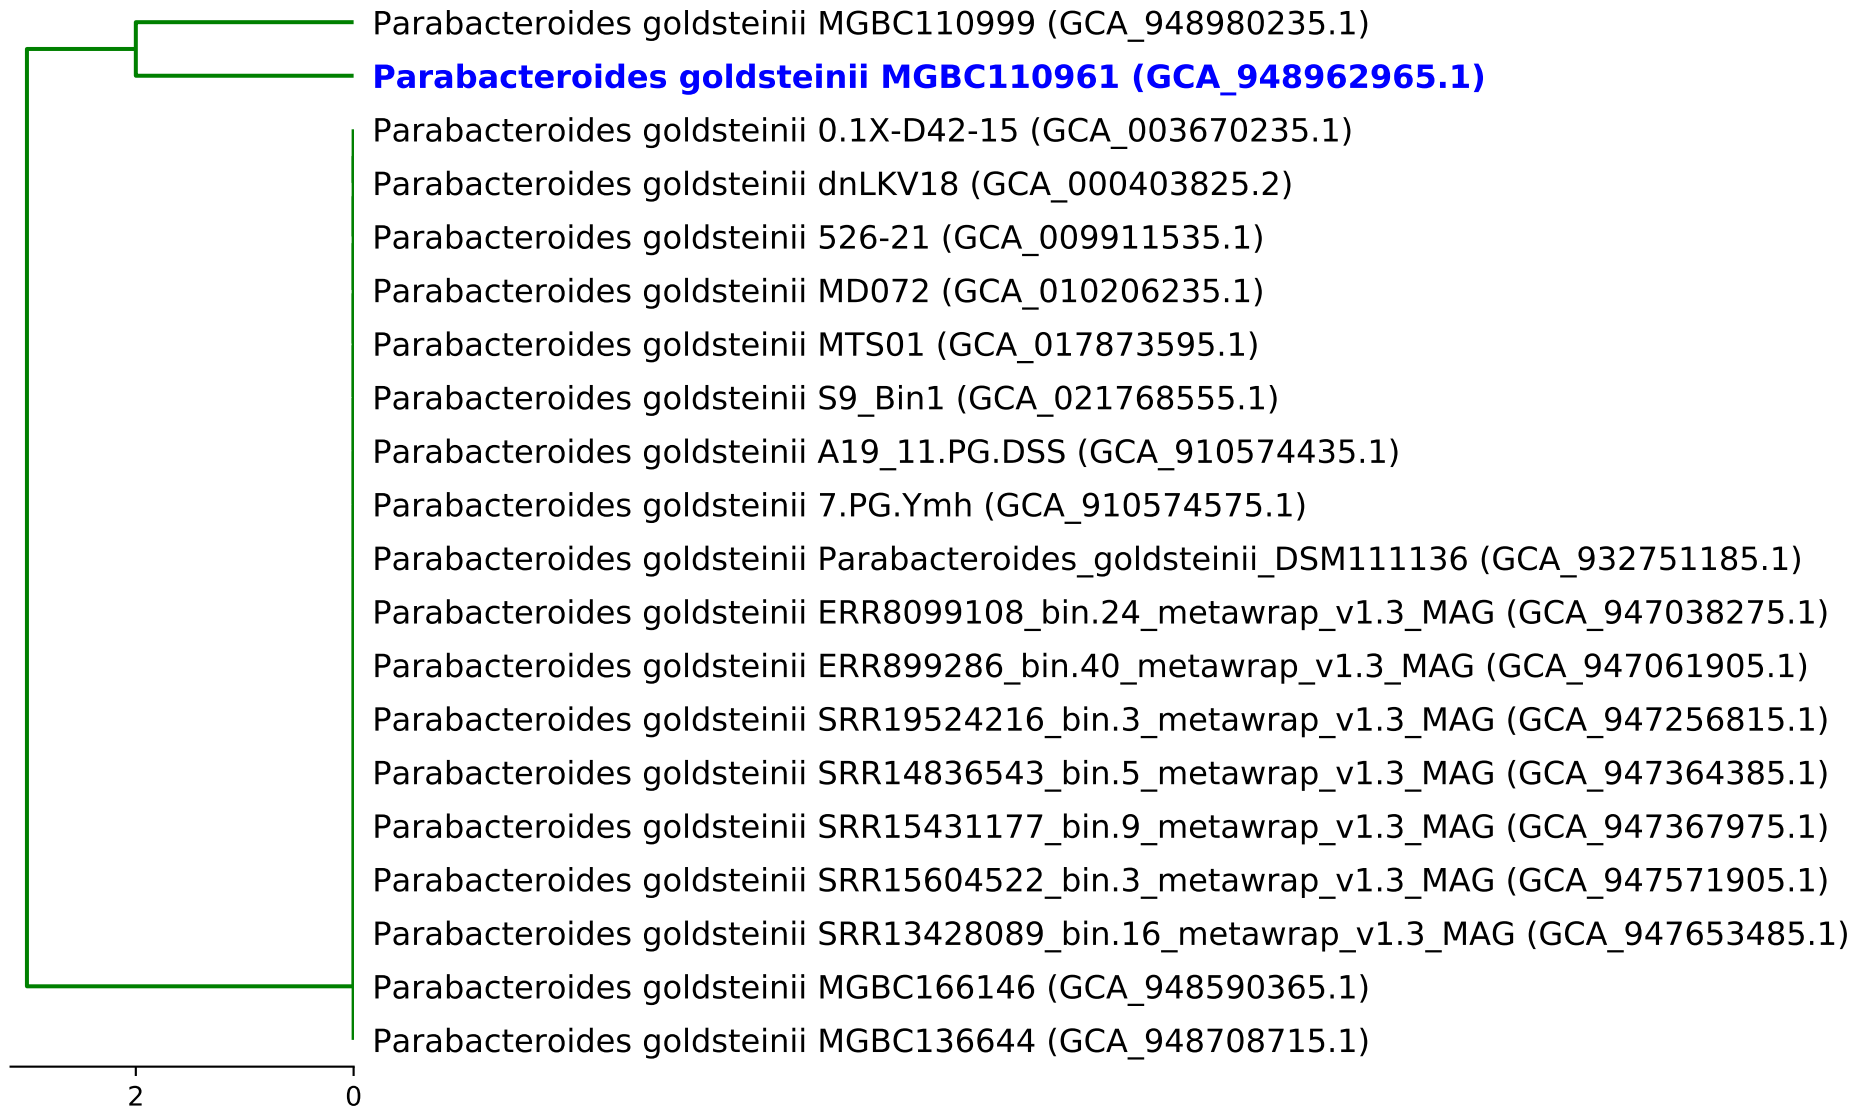 Parabacteroides goldsteinii MGBC110999 (GCA_948980235.1)
Parabacteroides goldsteinii MGBC110961 (GCA_948962965.1)
Parabacteroides goldsteinii 0.1X-D42-15 (GCA_003670235.1)
Parabacteroides goldsteinii dnLKV18 (GCA_000403825.2)
Parabacteroides goldsteinii 526-21 (GCA_009911535.1)
Parabacteroides goldsteinii MD072 (GCA_010206235.1)
Parabacteroides goldsteinii MTS01 (GCA_017873595.1)
Parabacteroides goldsteinii S9_Bin1 (GCA_021768555.1)
Parabacteroides goldsteinii A19_11.PG.DSS (GCA_910574435.1)
Parabacteroides goldsteinii 7.PG.Ymh (GCA_910574575.1)
Parabacteroides goldsteinii Parabacteroides_goldsteinii_DSM111136 (GCA_932751185.1)
Parabacteroides goldsteinii ERR8099108_bin.24_metawrap_v1.3_MAG (GCA_947038275.1)
Parabacteroides goldsteinii ERR899286_bin.40_metawrap_v1.3_MAG (GCA_947061905.1)
Parabacteroides goldsteinii SRR19524216_bin.3_metawrap_v1.3_MAG (GCA_947256815.1)
Parabacteroides goldsteinii SRR14836543_bin.5_metawrap_v1.3_MAG (GCA_947364385.1)
Parabacteroides goldsteinii SRR15431177_bin.9_metawrap_v1.3_MAG (GCA_947367975.1)
Parabacteroides goldsteinii SRR15604522_bin.3_metawrap_v1.3_MAG (GCA_947571905.1)
Parabacteroides goldsteinii SRR13428089_bin.16_metawrap_v1.3_MAG (GCA_947653485.1)
Parabacteroides goldsteinii MGBC166146 (GCA_948590365.1)
Parabacteroides goldsteinii MGBC136644 (GCA_948708715.1)
2 0